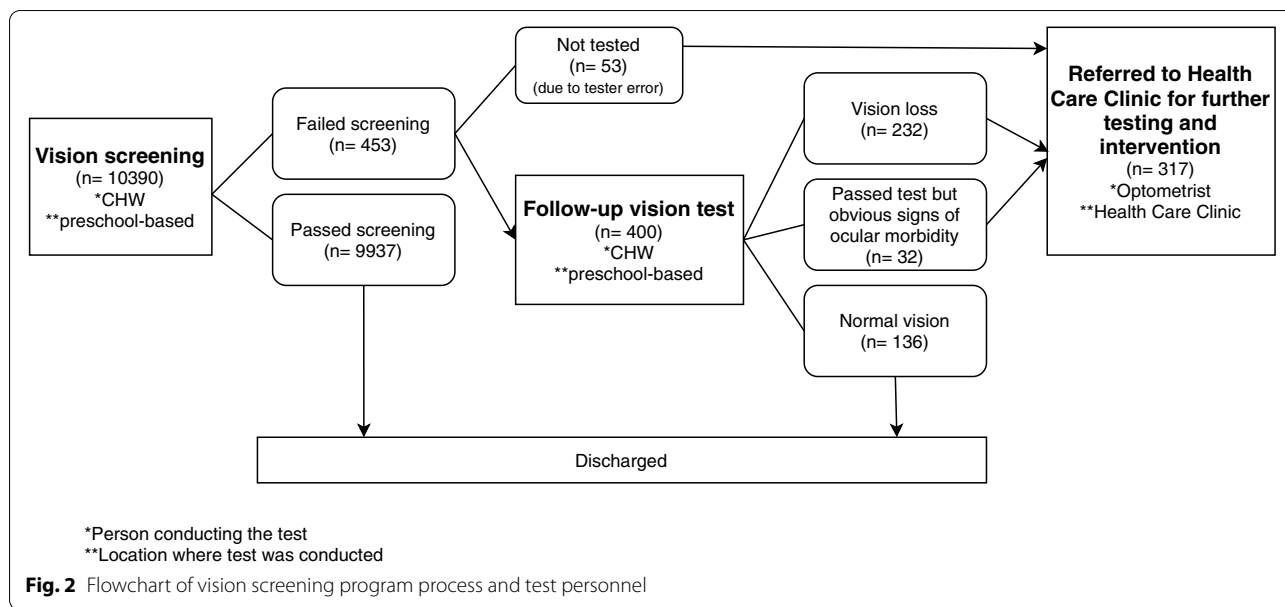 Vision screening
(n= 10390)
*CHW
**preschool-based
Failed screening
(n= 453)
Passed screening
(n= 9937)
Not tested
(n= 53)
(due to tester error)
Follow-up vision test
(n= 400)
*CHW
**preschool-based
Vision loss
(n= 232)
Passed test but
obvious signs of
ocular morbidity
(n= 32)
Normal vision
(n= 136)
Referred to Health
Care Clinic for further
testing and
intervention
(n= 317)
*Optometrist
**Health Care Clinic
Discharged
*Person conducting the test
**Location where test was conducted
Fig. 2 Flowchart of vision screening program process and test personnel